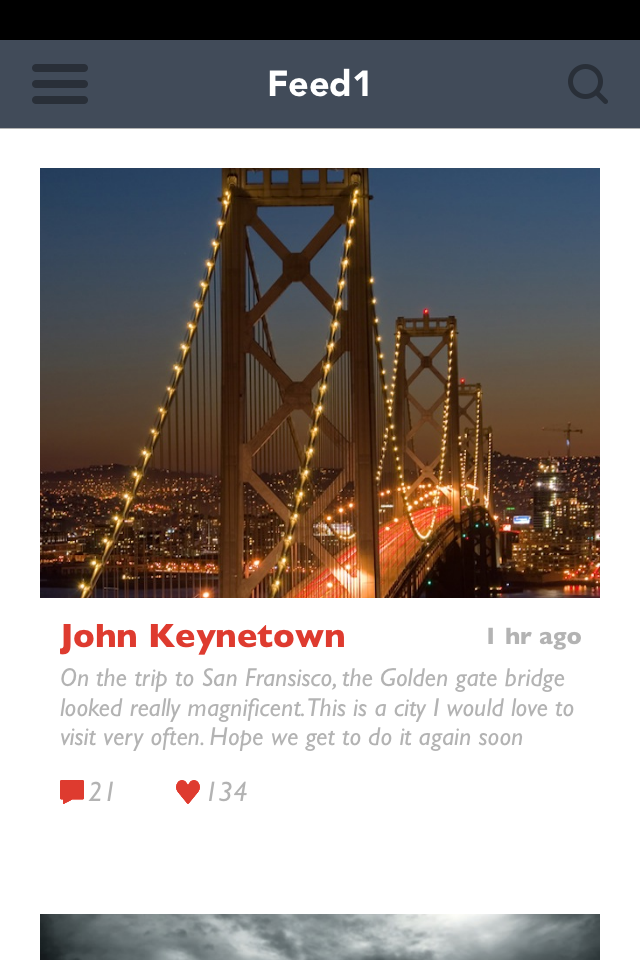 Feed1
John Keynetown
1 hr ago
On the trip to San Fransisco, the Golden gate bridge
looked really magnificent. This is a city I would love to
visit very often. Hope we get to do it again soon
21
134